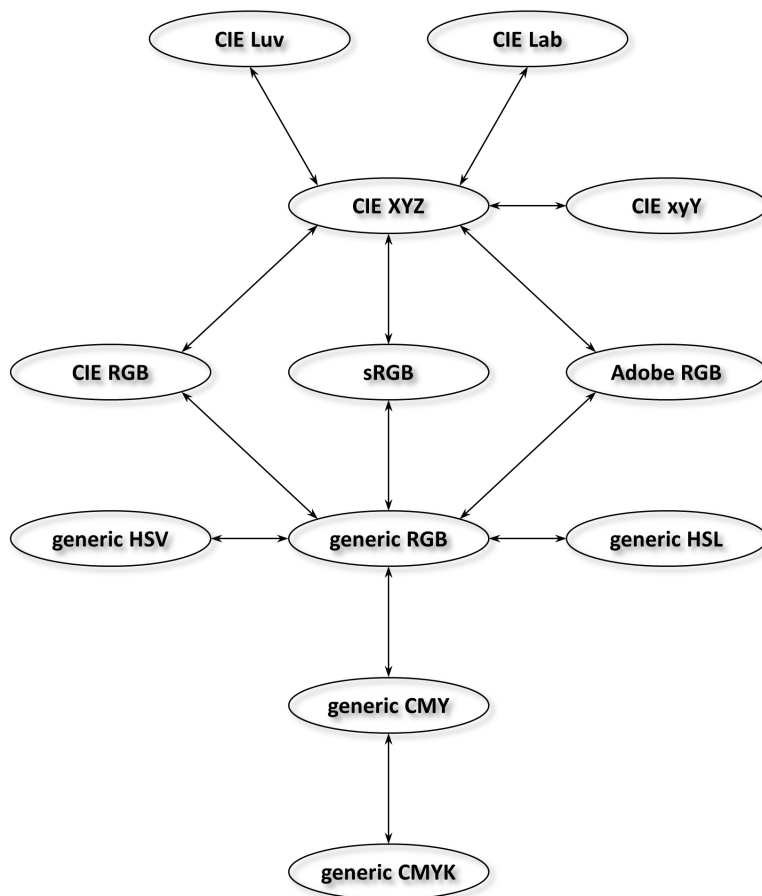 CIE Luv
CIE Lab
CIE XYZ
CIE xyY
CIE RGB
sRGB
Adobe RGB
generic HSV
generic RGB
generic HSL
generic CMY
generic CMYK